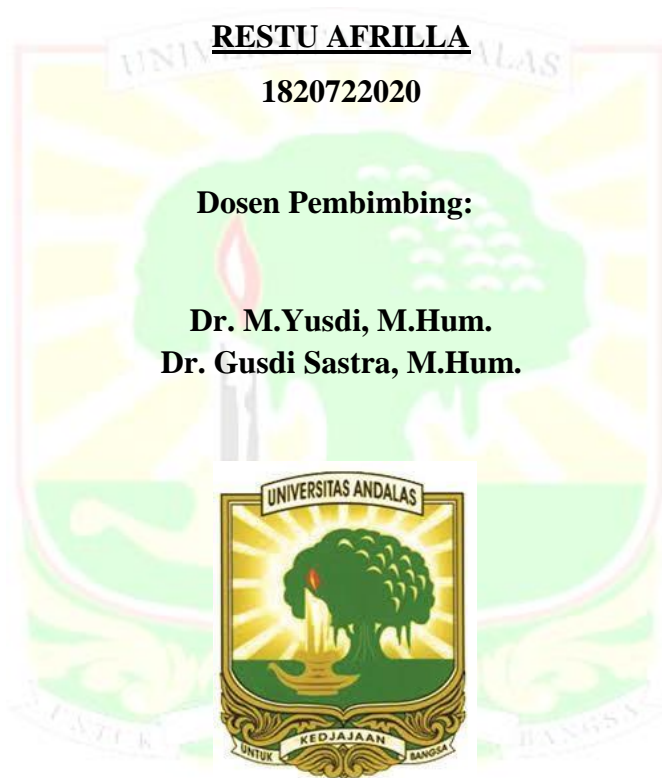 RESTU AFRILLA
1820722020
Dosen Pembimbing:
Dr. M.Yusdi, M.Hum.
Dr. Gusdi Sastra, M.Hum.
UNIVERSITAS ANDALAS
UNTUK KEDJAJAAN BANGSA